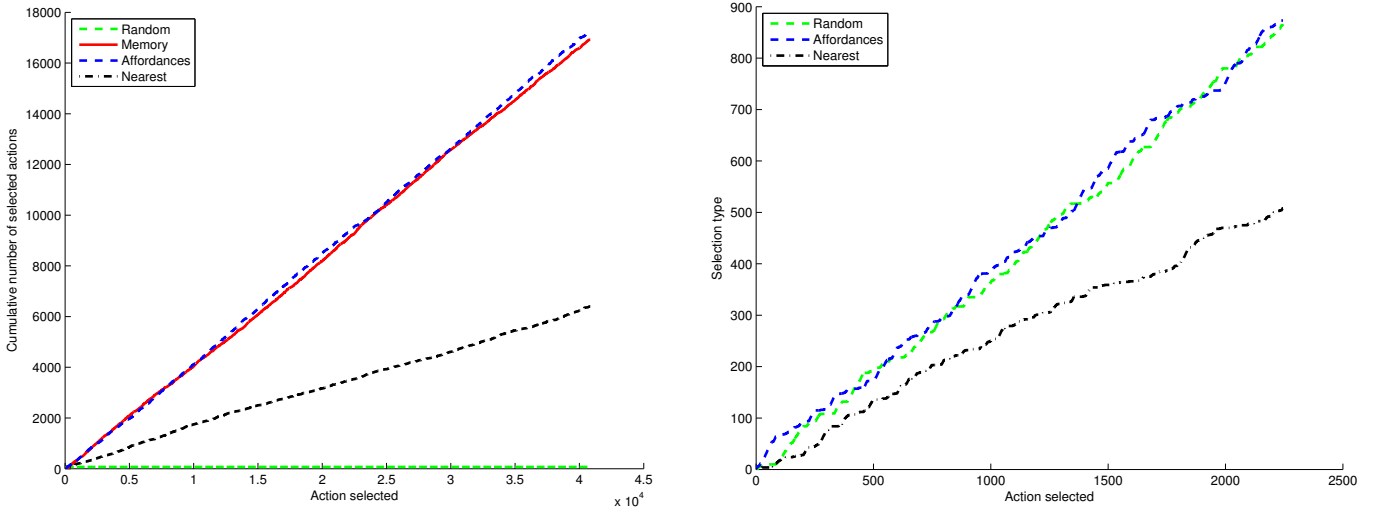 18000
16000
14000
12000
10000
8000
6000
4000
2000
0
Cumulative number of selected actions
Random
Memory
Affordances
Nearest
0 0.5 1 1.5 2 2.5 3 3.5 4 4.5
Action selected
x 10^4
900
800
700
600
500
400
300
200
100
0
Selection type
Random
Affordances
Nearest
0 500 1000 1500 2000 2500
Action selected